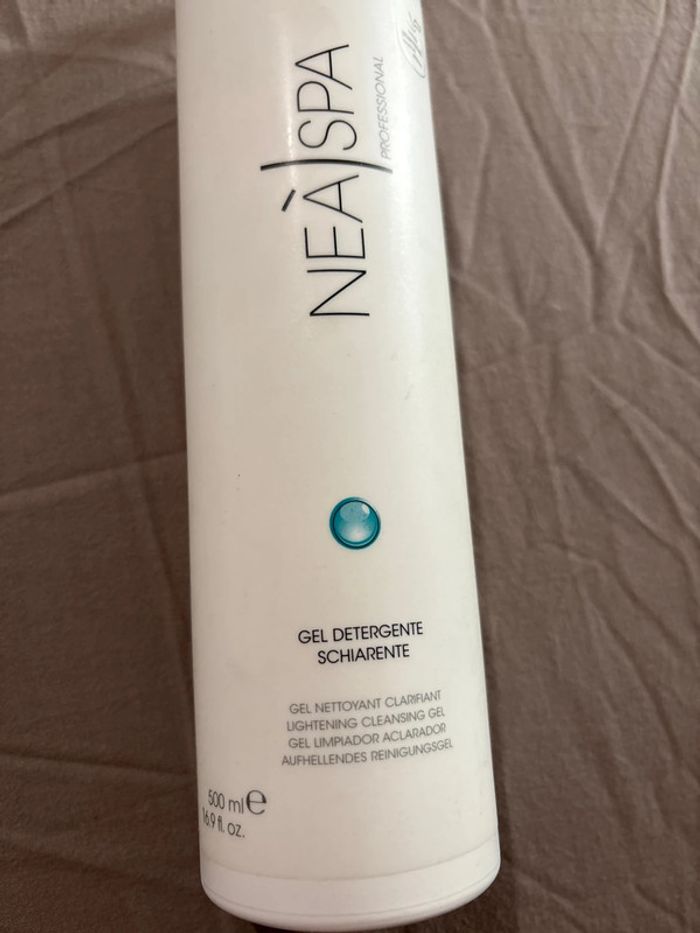 NEÀ|SPA
PROFESSIONAL
GEL DETERGENTE
SCHIARENTE
GEL NETTOYANT CLARIFIANT
LIGHTENING CLEANSING GEL
GEL LIMPIADOR ACLARADOR
AUFHELLENDES REINIGUNGSGEL
500 ml e
16.9 fl. oz.